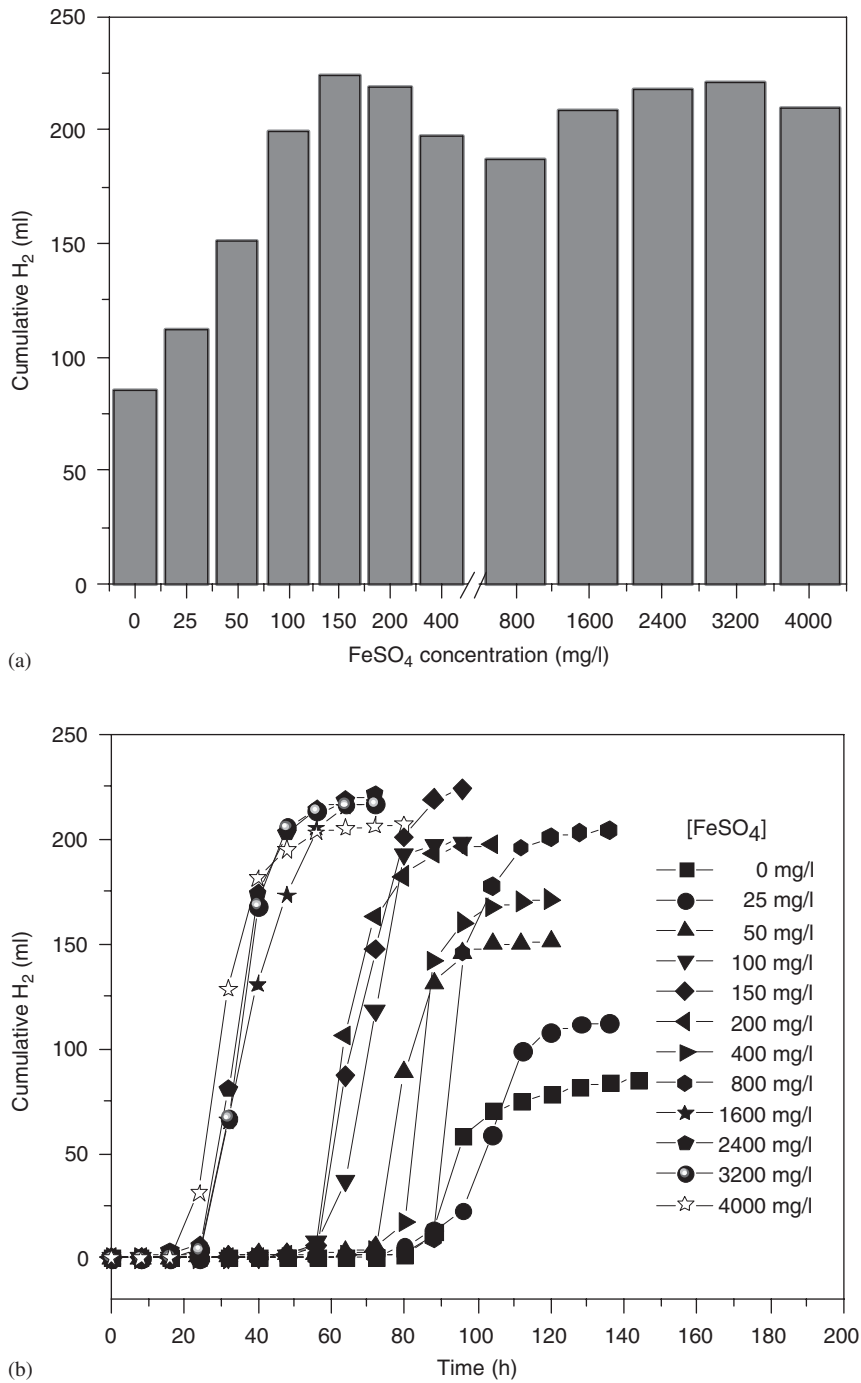 250
200
150
100
50
0
Cumulative H₂ (ml)
0 25 50 100 150 200 400 800 1600 2400 3200 4000
FeSO₄ concentration (mg/l)
(a)
250
200
150
100
50
0
Cumulative H₂ (ml)
[FeSO₄]
0 mg/l
25 mg/l
50 mg/l
100 mg/l
150 mg/l
200 mg/l
400 mg/l
800 mg/l
1600 mg/l
2400 mg/l
3200 mg/l
4000 mg/l
0 20 40 60 80 100 120 140 160 180 200
Time (h)
(b)